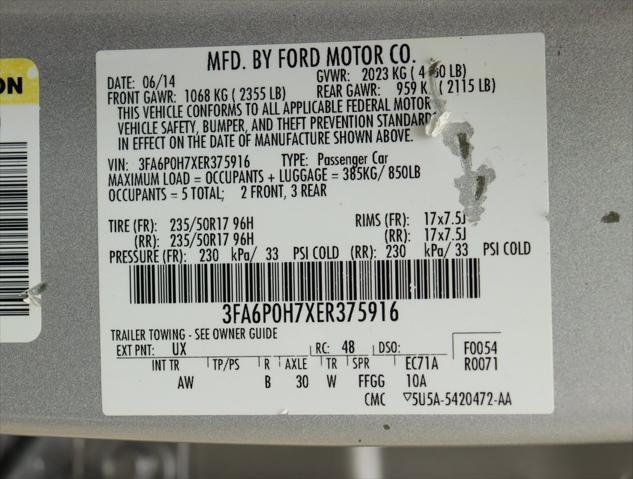 ON
MFD. BY FORD MOTOR CO.
DATE: 06/14 GVWR: 2023 KG ( LB)
FRONT GAWR: 1068 KG ( 2355 LB) REAR GAWR: 959 K ( 2115 LB)
THIS VEHICLE CONFORMS TO ALL APPLICABLE FEDERAL MOTOR
VEHICLE SAFETY, BUMPER, AND THEFT PREVENTION STANDARD
IN EFFECT ON THE DATE OF MANUFACTURE SHOWN ABOVE.
VIN: 3FA6P0H7XER375916 TYPE: Passenger Car
MAXIMUM LOAD = OCCUPANTS + LUGGAGE = 385KG/ 850LB
OCCUPANTS = 5 TOTAL; 2 FRONT, 3 REAR
TIRE (FR): 235/50R17 96H RIMS (FR): 17x7.5J
(RR): 235/50R17 96H (RR): 17x7.5J
PRESSURE (FR): 230 kPa/ 33 PSI COLD (RR): 230 kPa/ 33 PSI COLD
3FA6P0H7XER375916
TRAILER TOWING - SEE OWNER GUIDE
EXT PNT: UX RC: 48 DSO: F0054
INT TR TP/PS R AXLE TR SPR EC71A R0071
AW B 30 W FFGG 10A
CMC ▽5U5A-5420472-AA